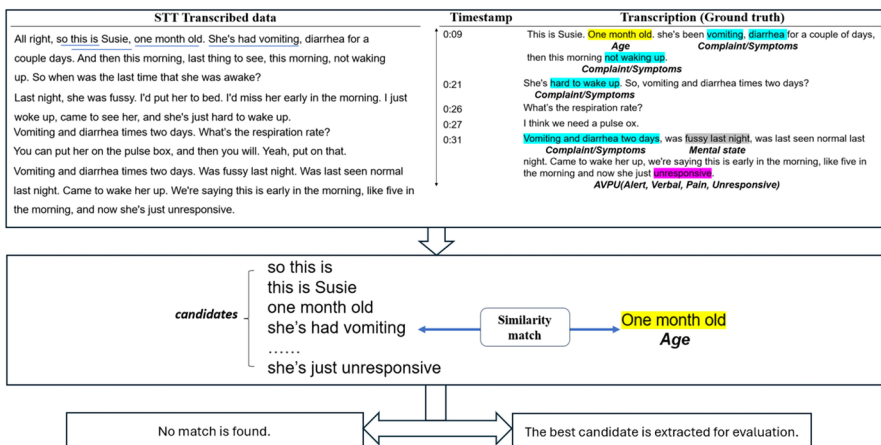 STT Transcribed data
All right, so this is Susie, one month old. She's had vomiting, diarrhea for a
couple days. And then this morning, last thing to see, this morning, not waking
up. So when was the last time that she was awake?
Last night, she was fussy. I'd put her to bed. I'd miss her early in the morning. I just
woke up, came to see her, and she's just hard to wake up.
Vomiting and diarrhea times two days. What's the respiration rate?
You can put her on the pulse box, and then you will. Yeah, put on that.
Vomiting and diarrhea times two days. Was fussy last night. Was last seen normal
last night. Came to wake her up. We're saying this is early in the morning, like five in
the morning, and now she's just unresponsive.
Timestamp Transcription (Ground truth)
0:09 This is Susie. One month old. she's been vomiting, diarrhea for a couple of days,
Age Complaint/Symptoms
then this morning not waking up.
Complaint/Symptoms
0:21 She's hard to wake up. So, vomiting and diarrhea times two days?
Complaint/Symptoms
0:26 What's the respiration rate?
0:27 I think we need a pulse ox.
0:31 Vomiting and diarrhea two days, was fussy last night, was last seen normal last
Complaint/Symptoms Mental state
night. Came to wake her up, we're saying this is early in the morning, like five in
the morning and now she just unresponsive.
AVPU(Alert, Verbal, Pain, Unresponsive)
candidates
so this is
this is Susie
one month old
she's had vomiting
......
she's just unresponsive
Similarity
match
One month old
Age
No match is found.
The best candidate is extracted for evaluation.